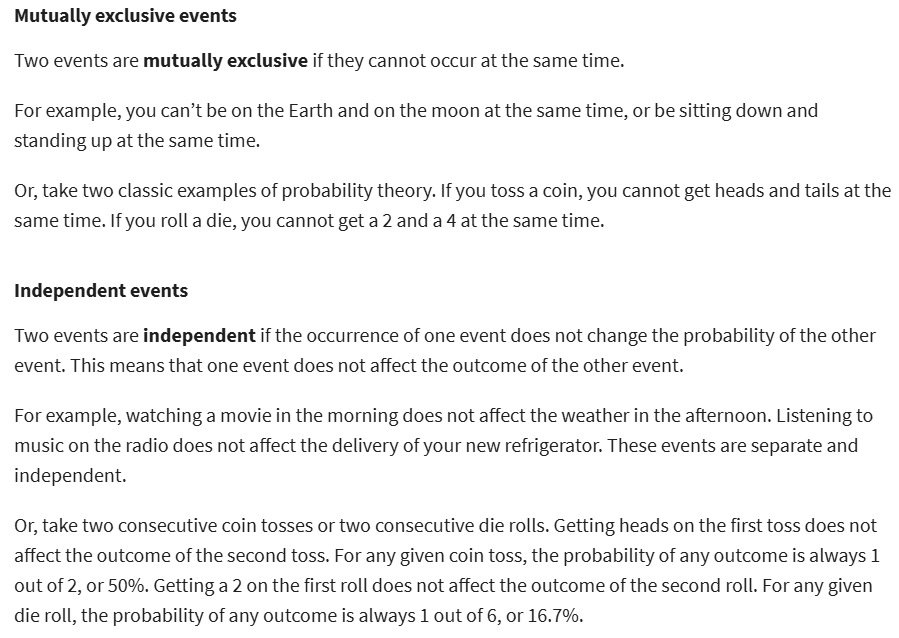 Mutually exclusive events
Two events are mutually exclusive if they cannot occur at the same time.
For example, you can’t be on the Earth and on the moon at the same time, or be sitting down and
standing up at the same time.
Or, take two classic examples of probability theory. If you toss a coin, you cannot get heads and tails at the
same time. If you roll a die, you cannot get a 2 and a 4 at the same time.
Independent events
Two events are independent if the occurrence of one event does not change the probability of the other
event. This means that one event does not affect the outcome of the other event.
For example, watching a movie in the morning does not affect the weather in the afternoon. Listening to
music on the radio does not affect the delivery of your new refrigerator. These events are separate and
independent.
Or, take two consecutive coin tosses or two consecutive die rolls. Getting heads on the first toss does not
affect the outcome of the second toss. For any given coin toss, the probability of any outcome is always 1
out of 2, or 50%. Getting a 2 on the first roll does not affect the outcome of the second roll. For any given
die roll, the probability of any outcome is always 1 out of 6, or 16.7%.